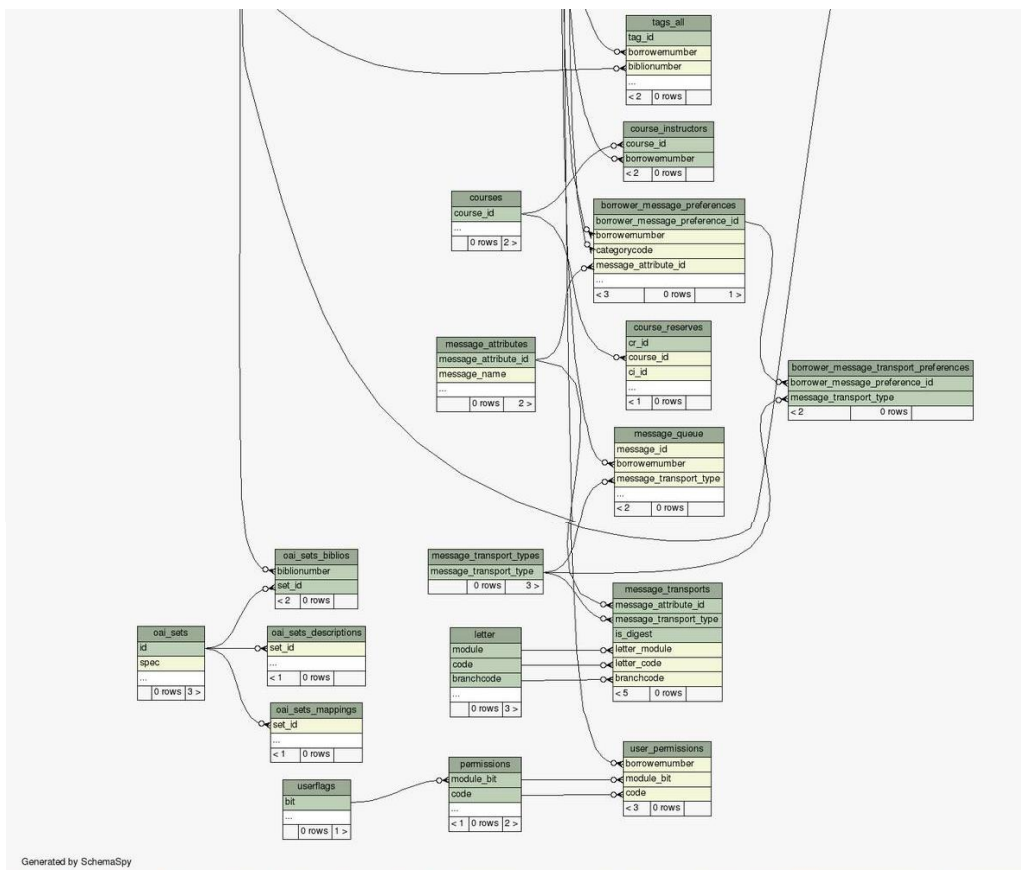 tags_all
tag_id
borrowernumber
biblionumber
...
< 2 0 rows
course_instructors
course_id
borrowernumber
< 2 0 rows
courses
course_id
...
0 rows 2 >
borrower_message_preferences
borrower_message_preference_id
borrowernumber
categorycode
message_attribute_id
...
< 3 0 rows 1 >
course_reserves
cr_id
course_id
ci_id
...
< 1 0 rows
message_attributes
message_attribute_id
message_name
...
0 rows 2 >
borrower_message_transport_preferences
borrower_message_preference_id
message_transport_type
< 2 0 rows
message_queue
message_id
borrowernumber
message_transport_type
...
< 2 0 rows
oai_sets_biblios
biblionumber
set_id
< 2 0 rows
message_transport_types
message_transport_type
0 rows 3 >
message_transports
message_attribute_id
message_transport_type
is_digest
letter_module
letter_code
branchcode
< 5 0 rows
oai_sets
id
spec
...
0 rows 3 >
oai_sets_descriptions
set_id
...
< 1 0 rows
letter
module
code
branchcode
...
0 rows 3 >
oai_sets_mappings
set_id
...
< 1 0 rows
user_permissions
borrowernumber
module_bit
code
< 3 0 rows
permissions
module_bit
code
...
< 1 0 rows 2 >
userflags
bit
...
0 rows 1 >
Generated by SchemaSpy